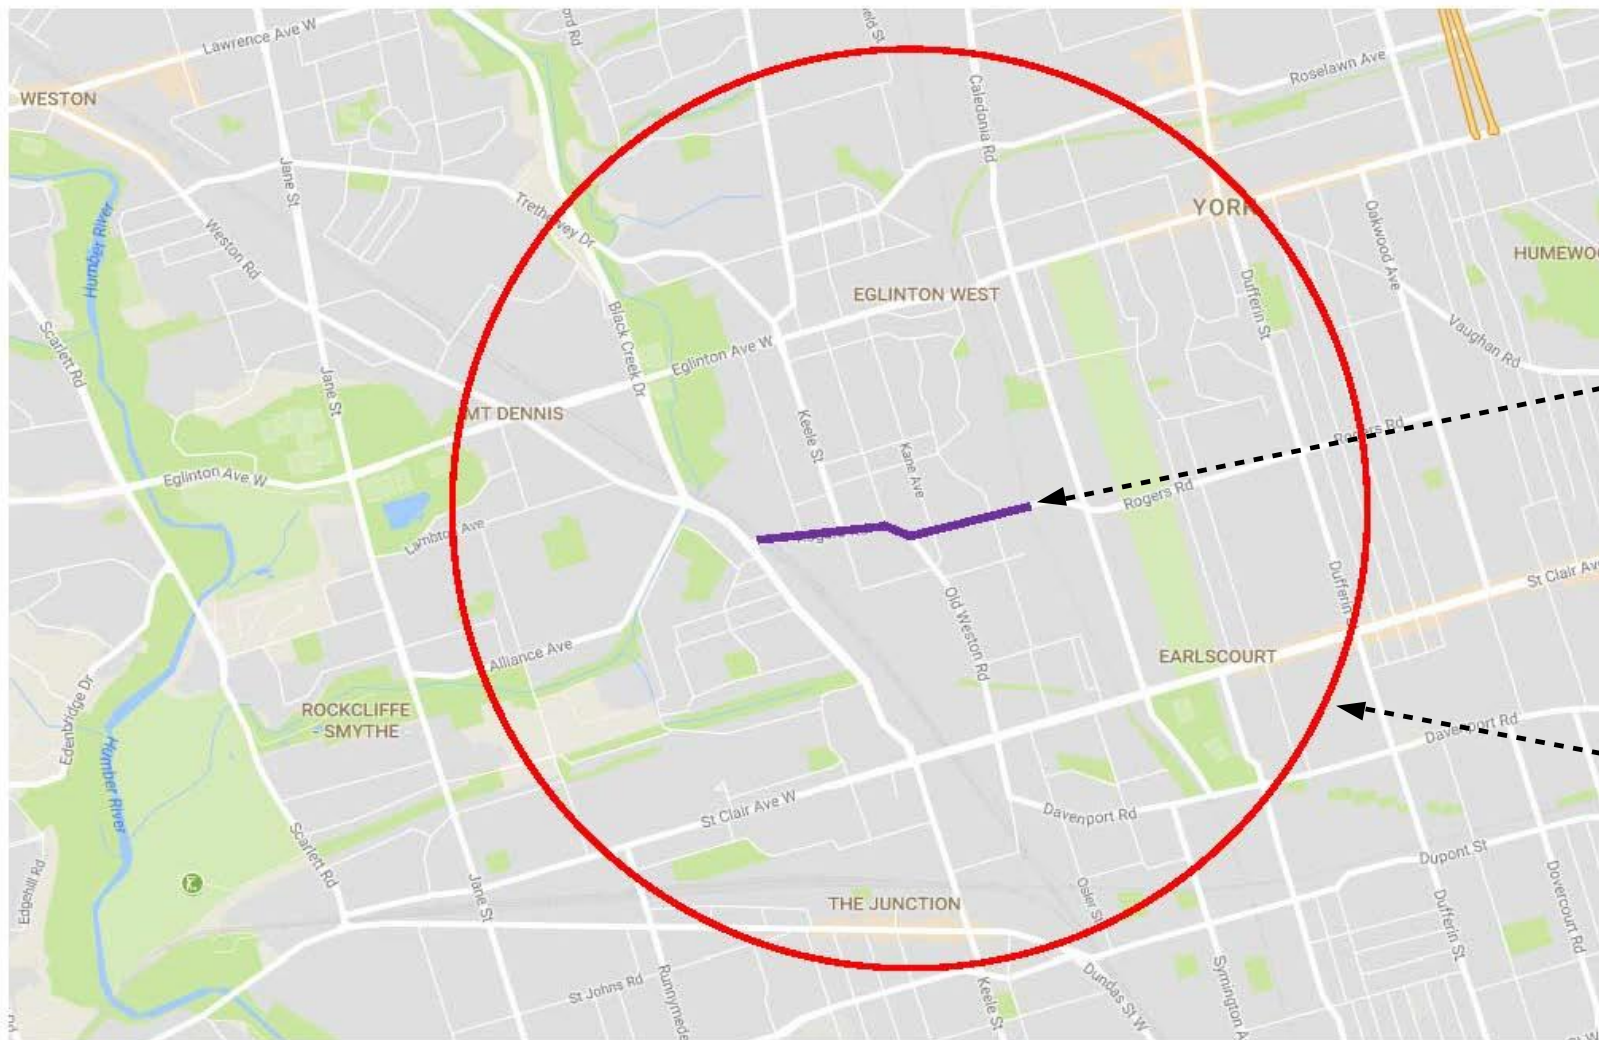 Lawrence Ave W
WESTON
Roselawn Ave
Caledonia Rd
Jane St
Trethewey Dr
YORK
Oakwood Ave
Humber River
Weston Rd
HUMEWOO
EGLINTON WEST
Dufferin St
Black Creek Dr
Vaughan Rd
Scarlett Rd
Eglinton Ave W
Jane St
MT DENNIS
Keele St
Rogers Rd
Kane Ave
Eglinton Ave W
Rogers Rd
Lambton Ave
Old Weston Rd
Dufferin
St Clair Av
Alliance Ave
EARLSCOURT
Edenbridge Dr
ROCKCLIFFE
SMYTHE
Davenport Rd
Humber River
St Clair Ave W
Davenport Rd
Scarlett Rd
Dupont St
Edgehill Rd
Jane St
THE JUNCTION
Osler St
Dufferin St
Dovercourt Rd
St Johns Rd
Runnymede
Keele St
Dundas St W
Symington A